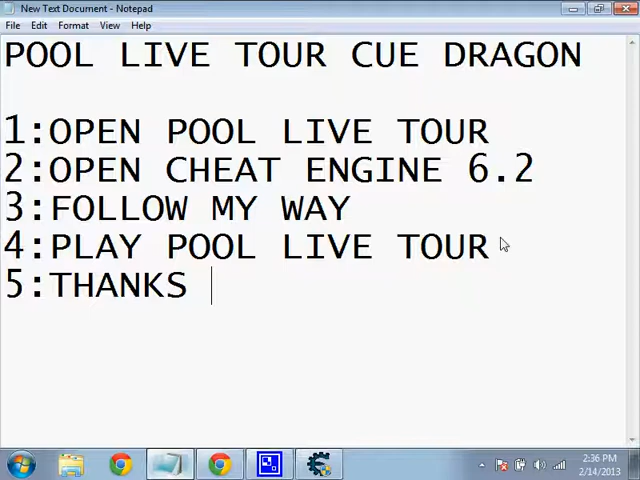 New Text Document - Notepad
File Edit Format View Help
POOL LIVE TOUR CUE DRAGON
1:OPEN POOL LIVE TOUR
2:OPEN CHEAT ENGINE 6.2
3:FOLLOW MY WAY
4:PLAY POOL LIVE TOUR
5:THANKS
2:36 PM
2/14/2013